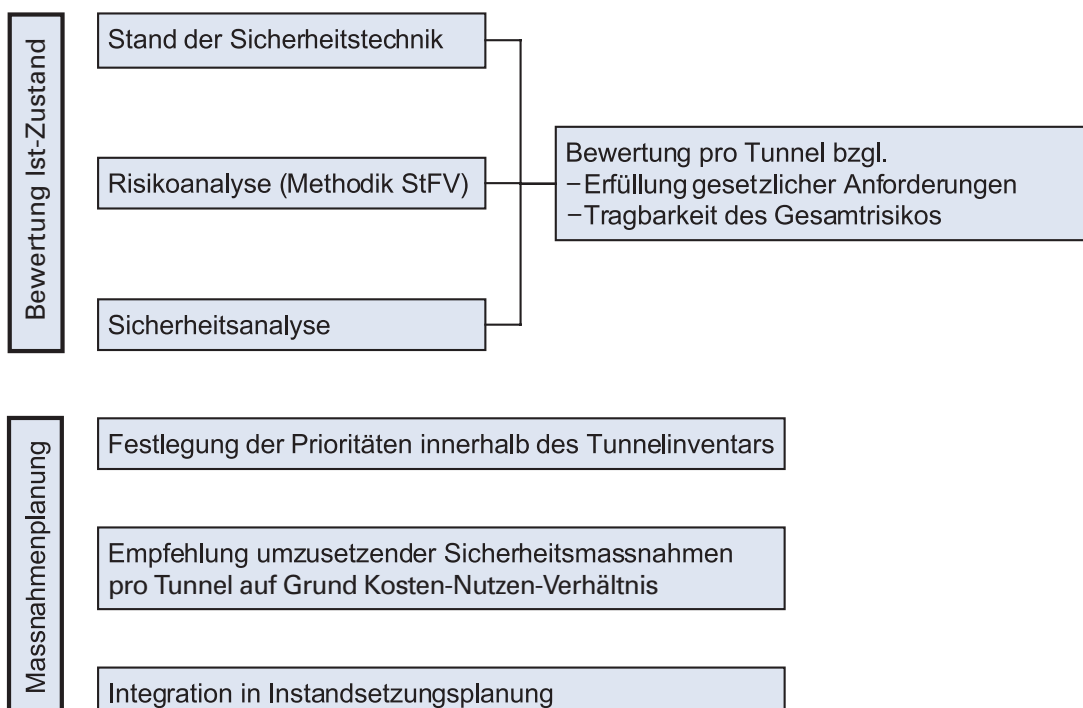 Bewertung Ist-Zustand
Stand der Sicherheitstechnik
Risikoanalyse (Methodik StFV)
Sicherheitsanalyse
Bewertung pro Tunnel bzgl.
–Erfüllung gesetzlicher Anforderungen
–Tragbarkeit des Gesamtrisikos
Massnahmenplanung
Festlegung der Prioritäten innerhalb des Tunnelinventars
Empfehlung umzusetzender Sicherheitsmassnahmen
pro Tunnel auf Grund Kosten-Nutzen-Verhältnis
Integration in Instandsetzungsplanung